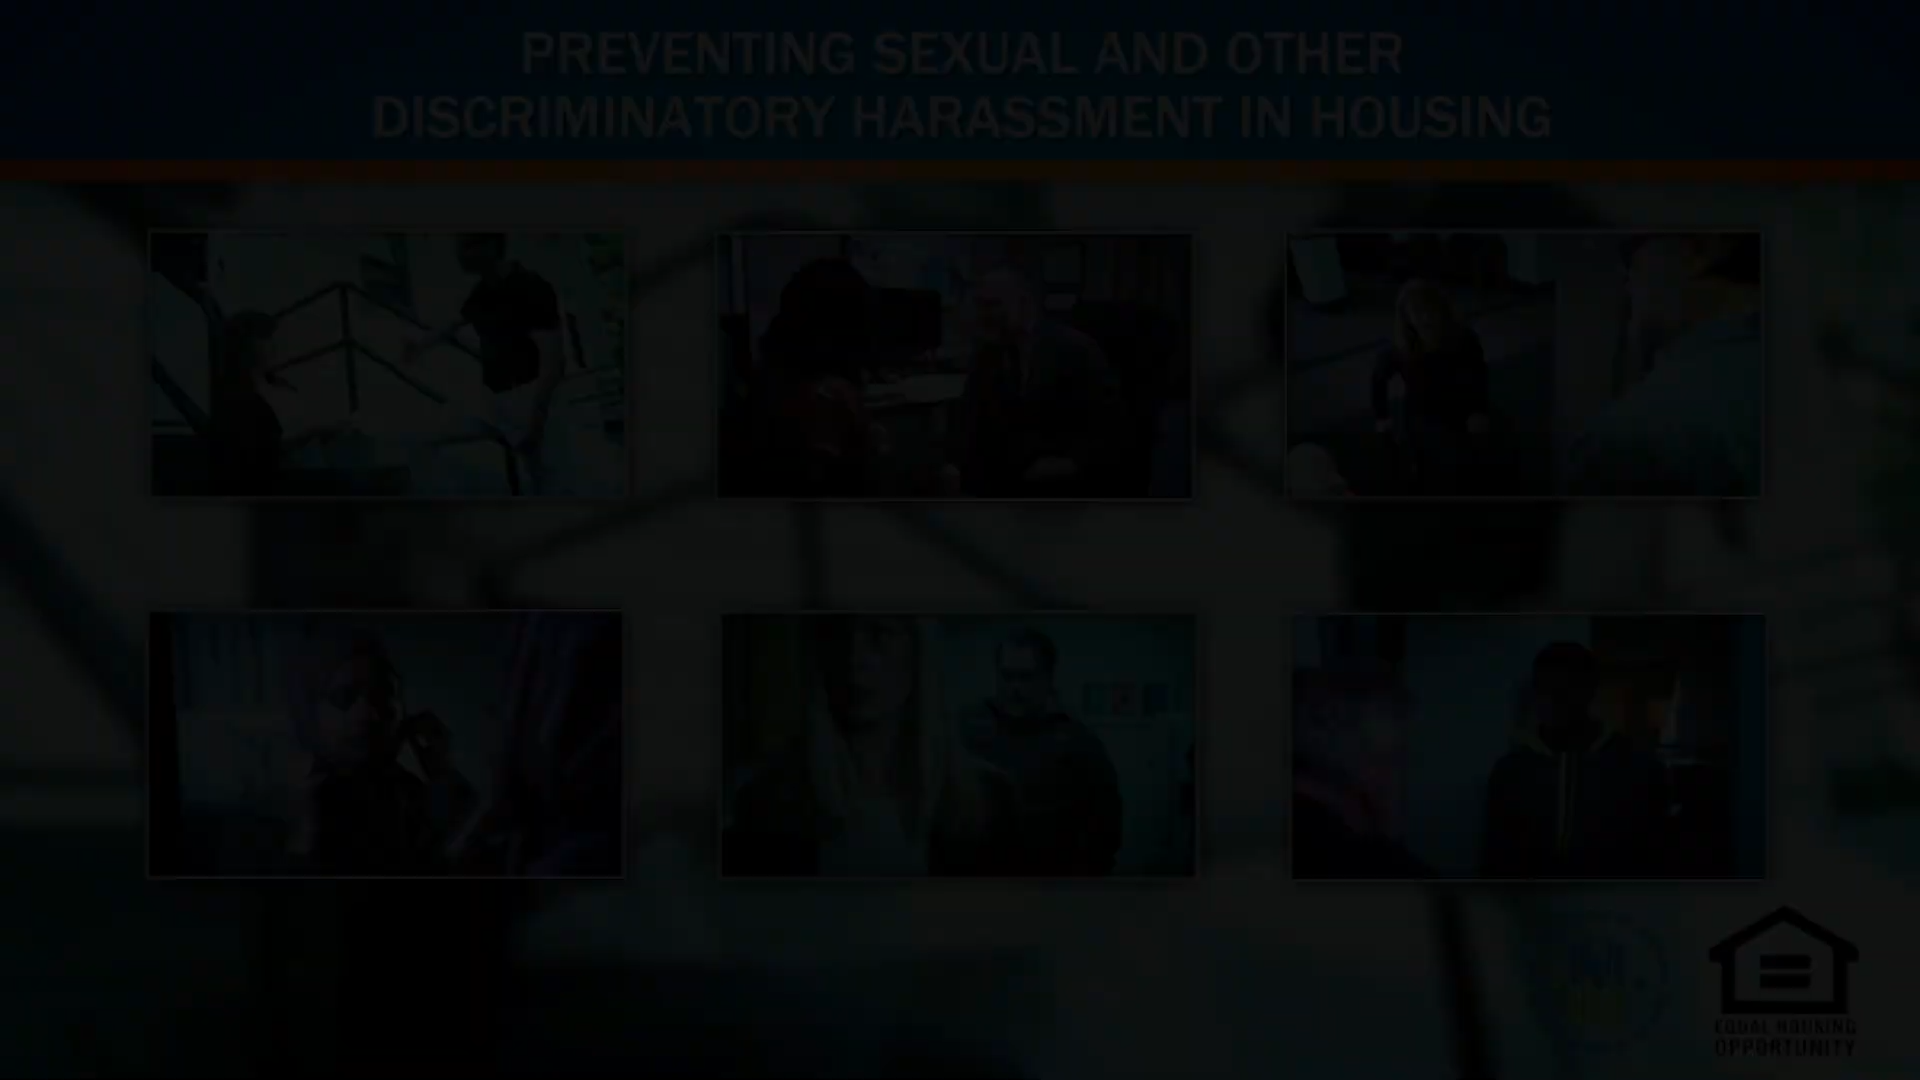 PREVENTING SEXUAL AND OTHER
DISCRIMINATORY HARASSMENT IN HOUSING
EQUAL HOUSING
OPPORTUNITY